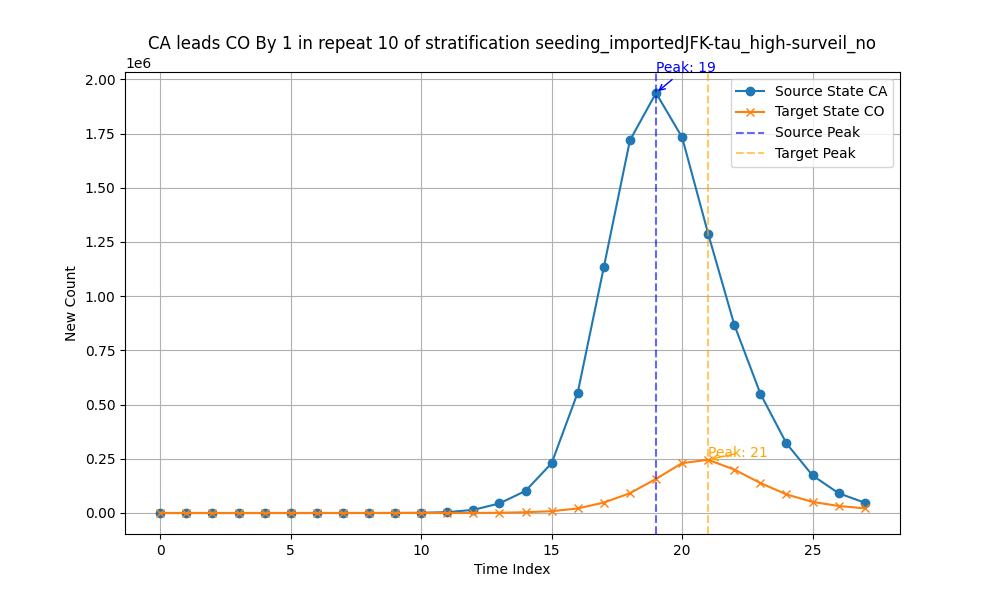 CA leads CO By 1 in repeat 10 of stratification seeding_importedJFK-tau_high-surveil_no
1e6
Peak: 19
Source State CA
Target State CO
Source Peak
Target Peak
2.00
1.75
1.50
1.25
1.00
0.75
0.50
0.25
0.00
New Count
Peak: 21
0 5 10 15 20 25
Time Index